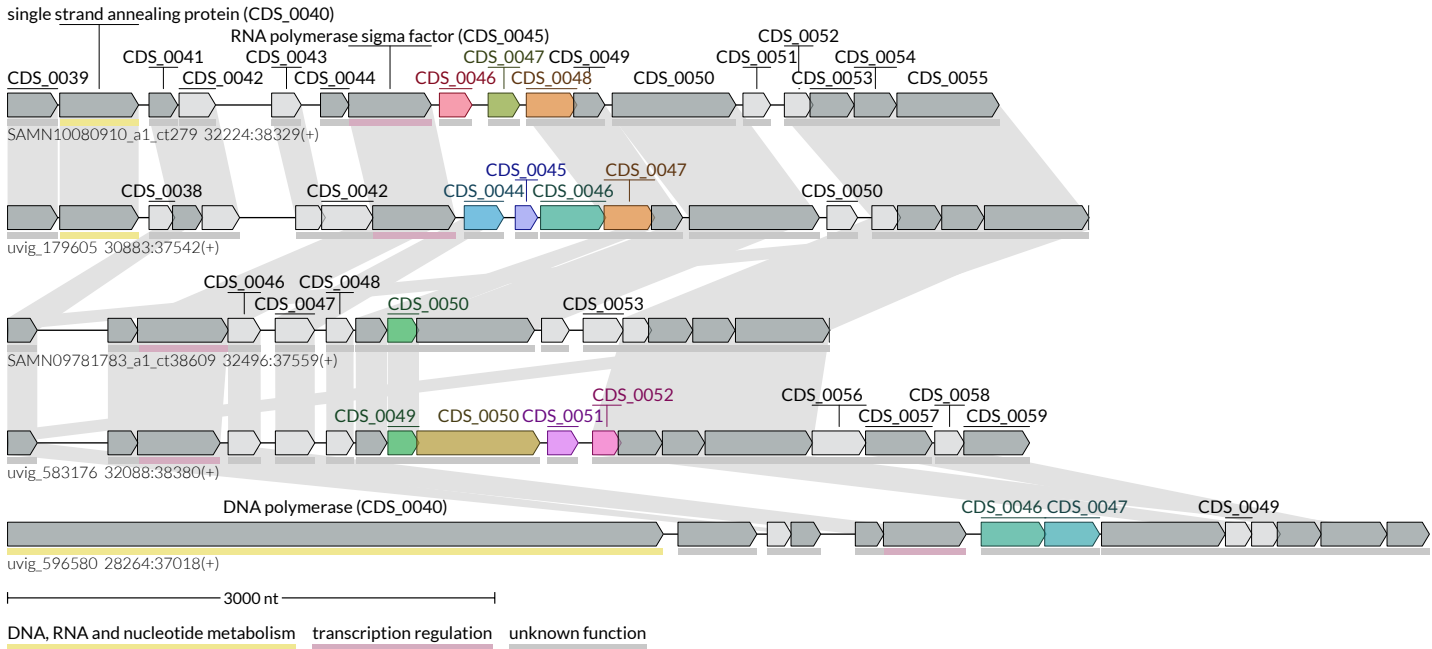 single strand annealing protein (CDS_0040)
RNA polymerase sigma factor (CDS_0045)
CDS_0052
CDS_0041 CDS_0043 CDS_0047 CDS_0049 CDS_0051 CDS_0054
CDS_0039 CDS_0042 CDS_0044 CDS_0046 CDS_0048 CDS_0050 CDS_0053 CDS_0055
SAMN10080910_a1_ct279 32224:38329(+)
CDS_0045 CDS_0047
CDS_0038 CDS_0042 CDS_0044 CDS_0046 CDS_0050
uvig_179605 30883:37542(+)
CDS_0046 CDS_0048
CDS_0047 CDS_0050 CDS_0053
SAMN09781783_a1_ct38609 32496:37559(+)
CDS_0052 CDS_0056 CDS_0058
CDS_0049 CDS_0050 CDS_0051 CDS_0057 CDS_0059
uvig_583176 32088:38380(+)
DNA polymerase (CDS_0040) CDS_0046 CDS_0047 CDS_0049
uvig_596580 28264:37018(+)
3000 nt
DNA, RNA and nucleotide metabolism transcription regulation unknown function